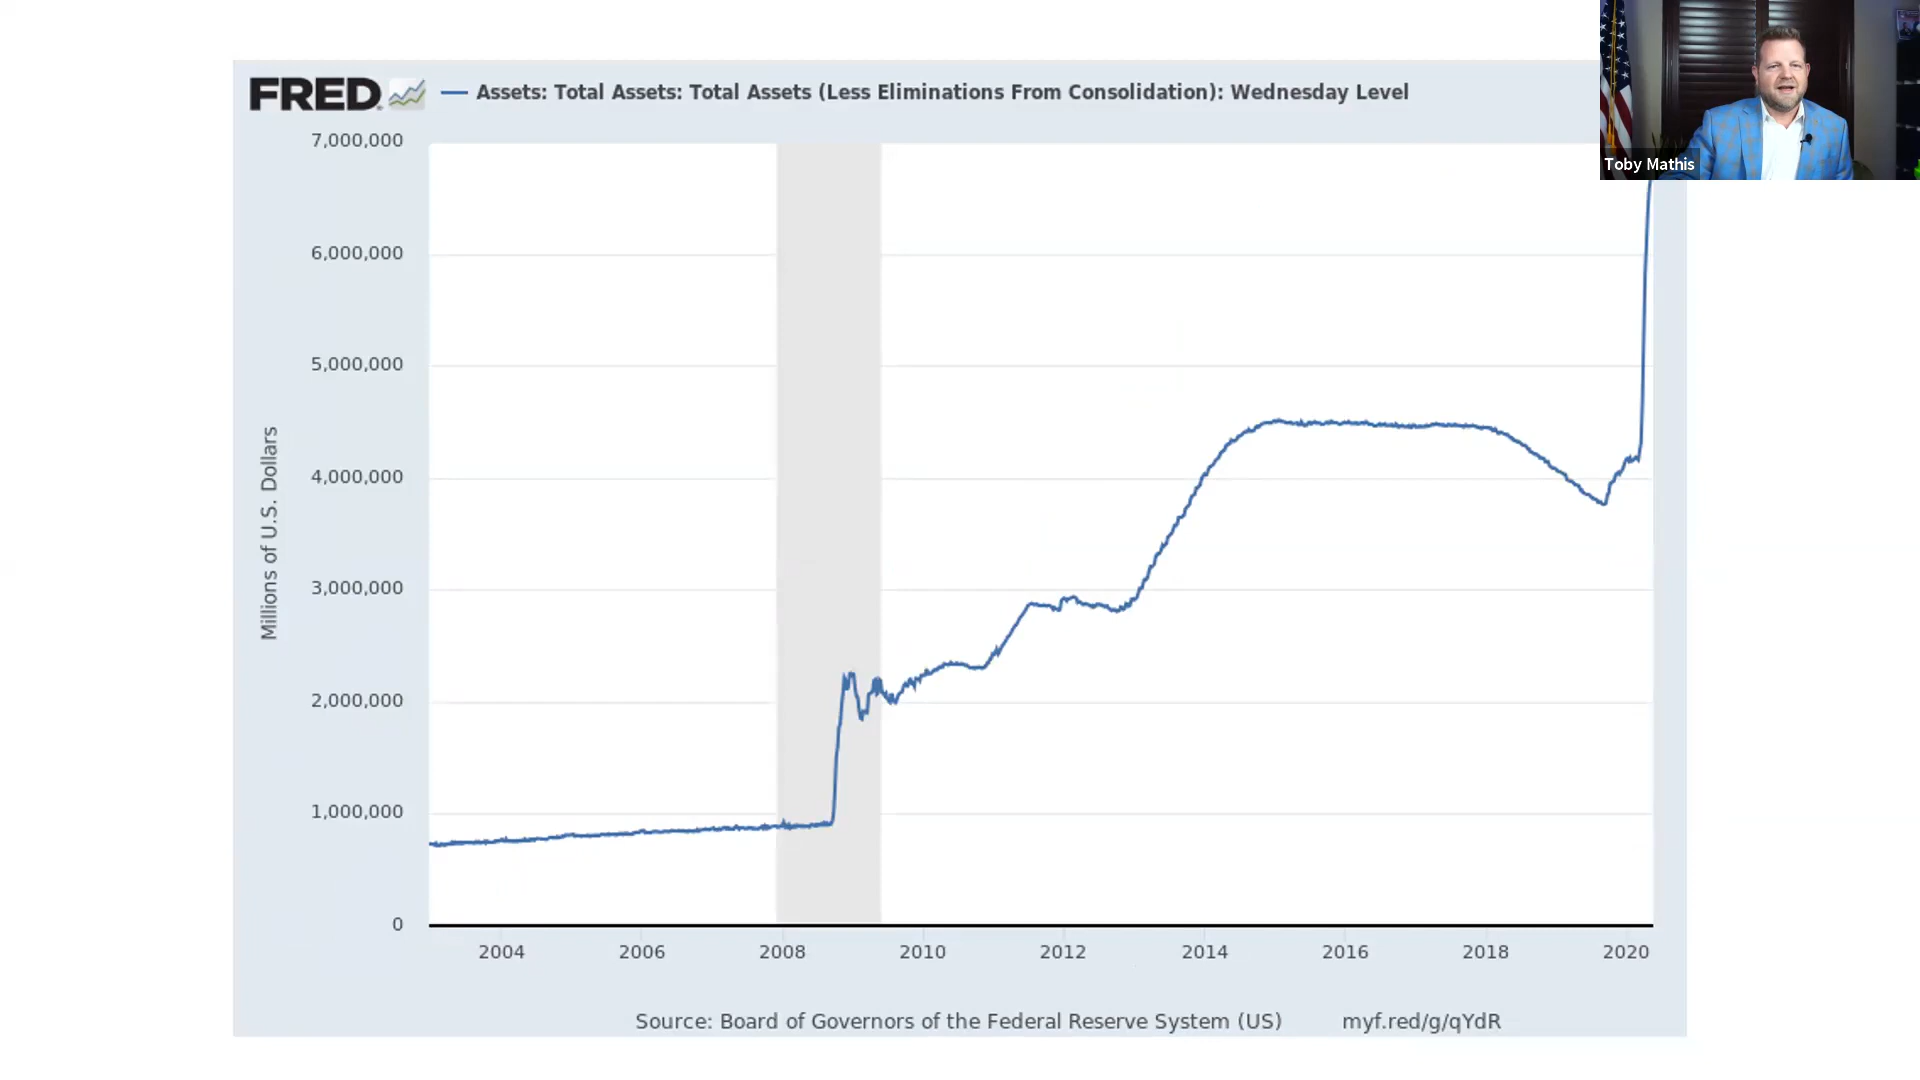 FRED
Assets: Total Assets: Total Assets (Less Eliminations From Consolidation): Wednesday Level
Toby Mathis
7,000,000
6,000,000
5,000,000
4,000,000
3,000,000
2,000,000
1,000,000
0
Millions of U.S. Dollars
2004 2006 2008 2010 2012 2014 2016 2018 2020
Source: Board of Governors of the Federal Reserve System (US)
myf.red/g/qYdR